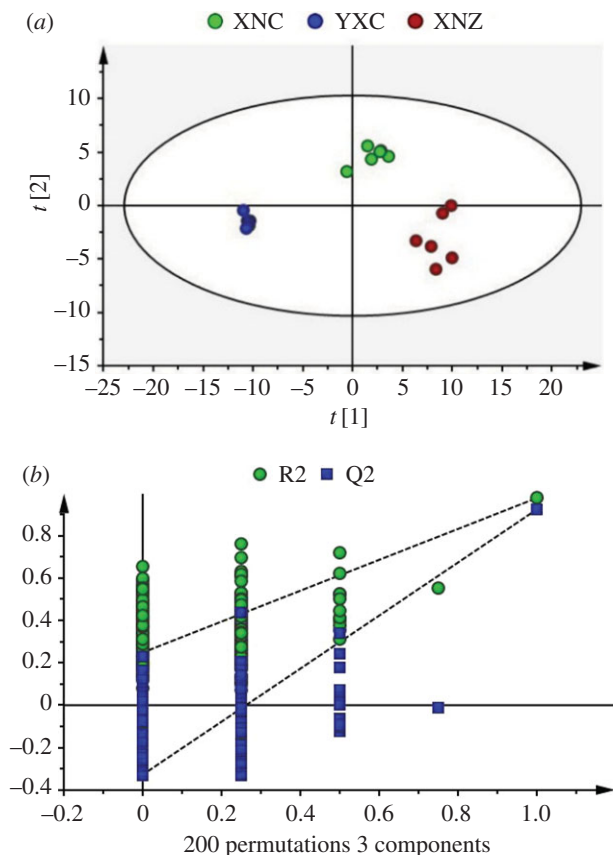 (a) XNC YXC XNZ
10
5
t [2] 0
–5
–10
–15
–25 –20 –15 –10 –5 0 5 10 15 20
t [1]
(b) R2 Q2
0.8
0.6
0.4
0.2
0
–0.2
–0.4
–0.2 0 0.2 0.4 0.6 0.8 1.0
200 permutations 3 components